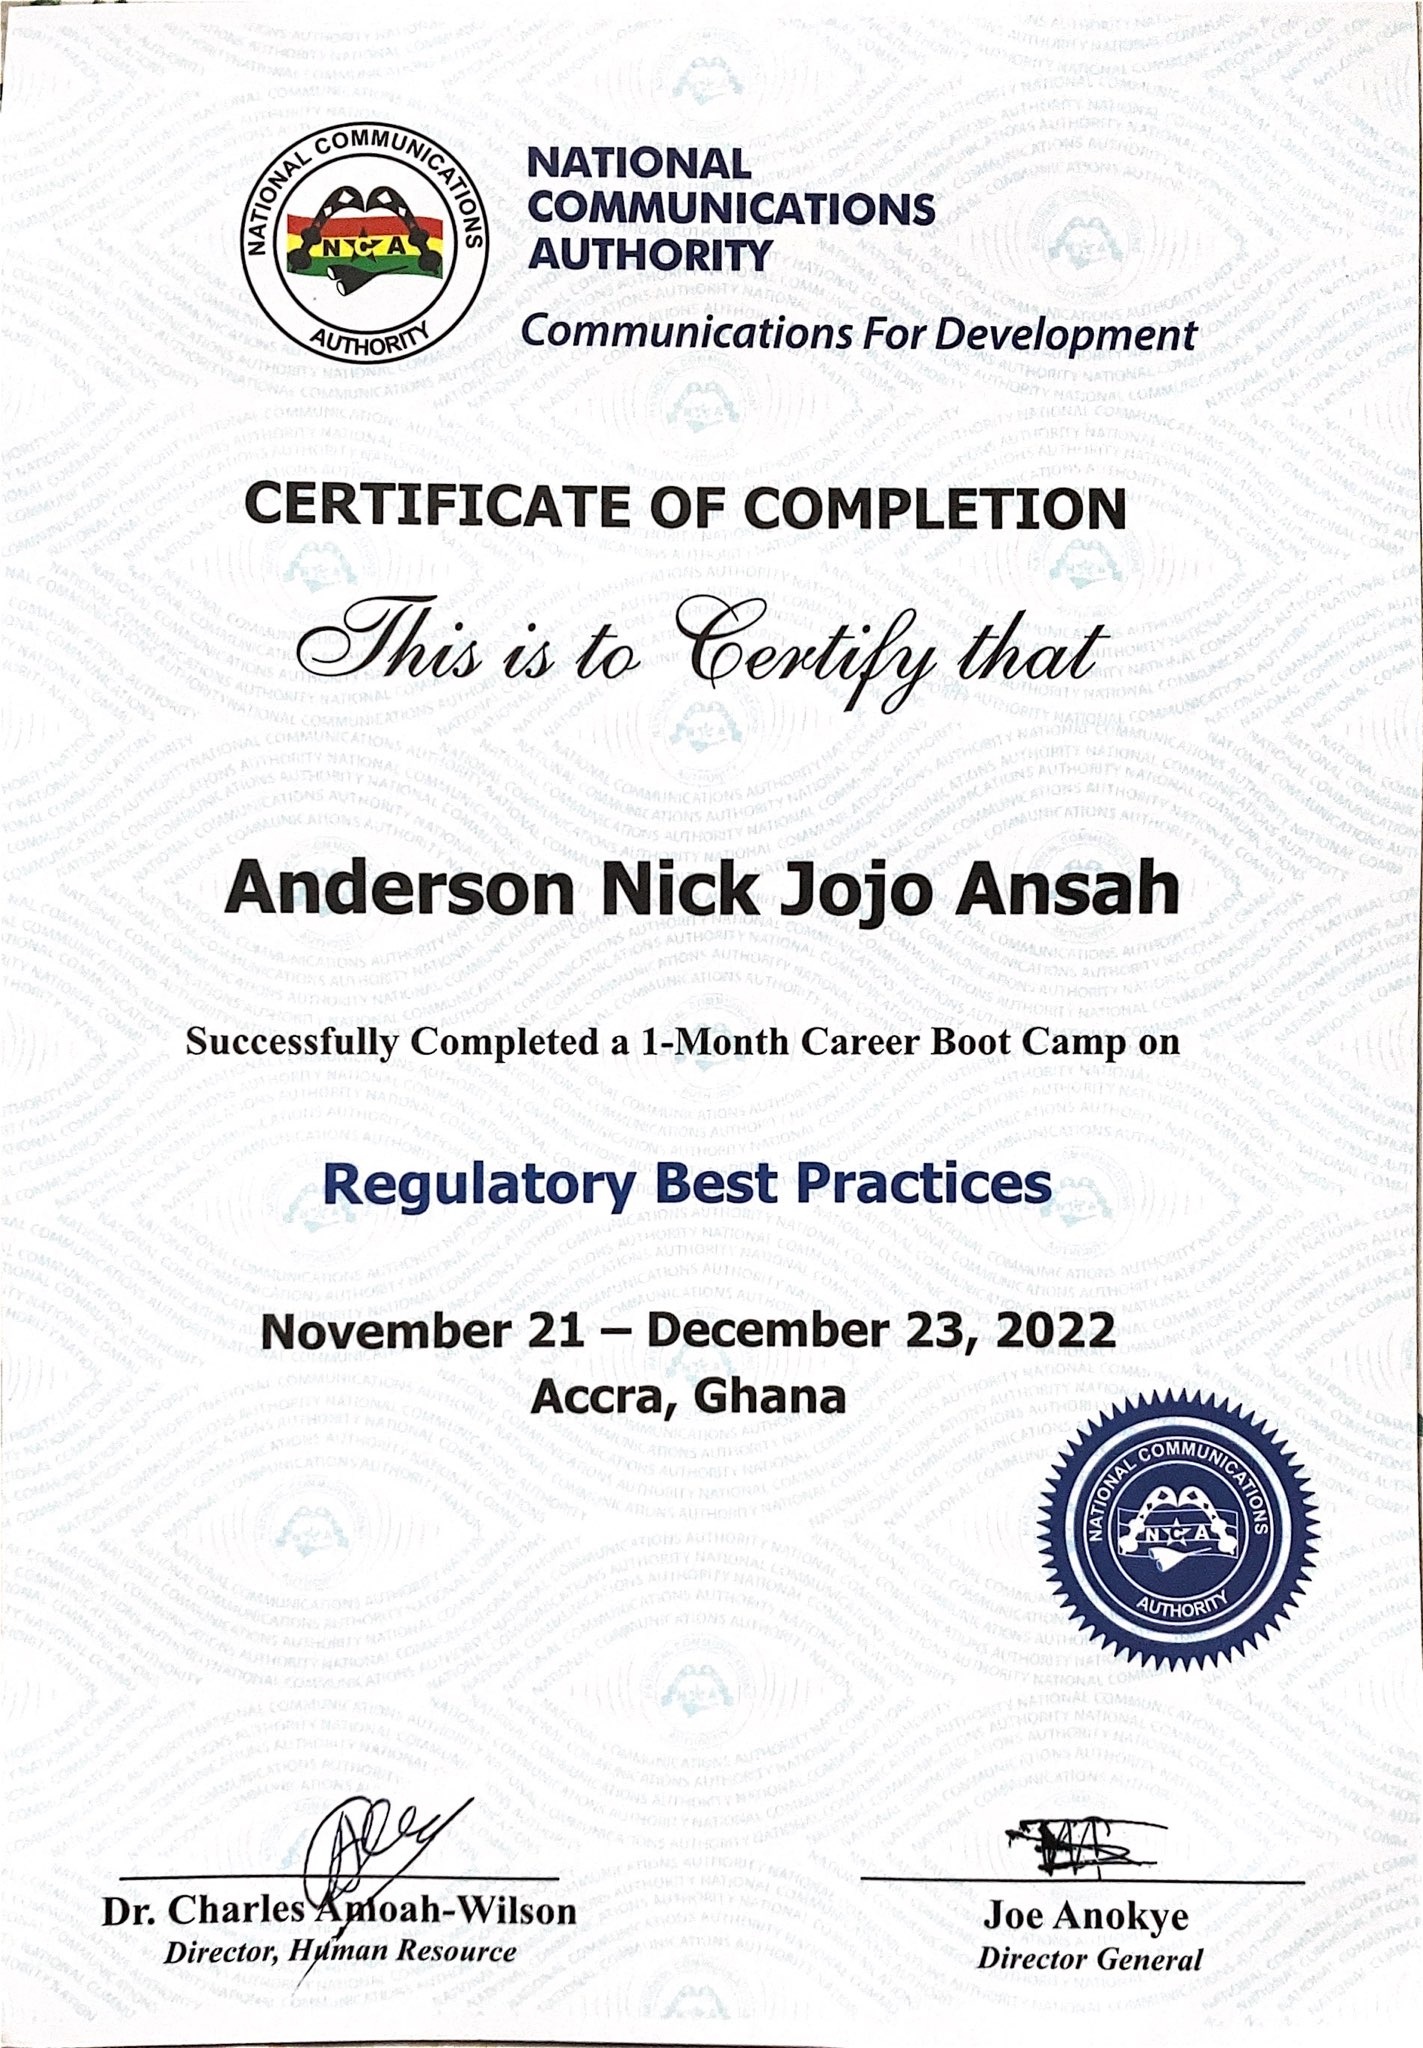 NATIONAL COMMUNICATIONS
AUTHORITY
NCA
NATIONAL
COMMUNICATIONS
AUTHORITY
Communications For Development
CERTIFICATE OF COMPLETION
This is to Certify that
Anderson Nick Jojo Ansah
Successfully Completed a 1-Month Career Boot Camp on
Regulatory Best Practices
November 21 – December 23, 2022
Accra, Ghana
NATIONAL COMMUNICATIONS
NCA
AUTHORITY
Dr. Charles Amoah-Wilson
Director, Human Resource
Joe Anokye
Director General